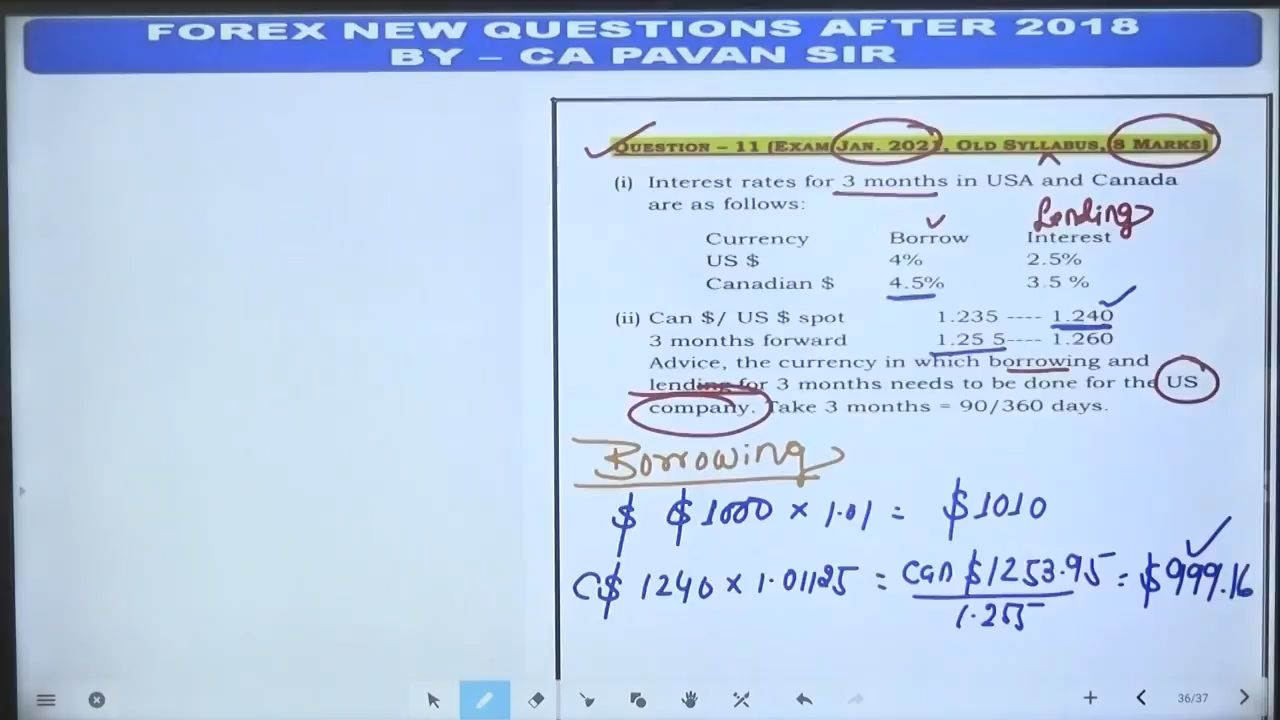 FOREX NEW QUESTIONS AFTER 2018
BY – CA PAVAN SIR
QUESTION – 11 (EXAM JAN. 2021, OLD SYLLABUS, 8 MARKS)
(i) Interest rates for 3 months in USA and Canada
are as follows:
Lending
Currency Borrow Interest
US $ 4% 2.5%
Canadian $ 4.5% 3.5 %
(ii) Can $/ US $ spot 1.235 ---- 1.240
3 months forward 1.25 5---- 1.260
Advice, the currency in which borrowing and
lending for 3 months needs to be done for the US
company. Take 3 months = 90/360 days.
Borrowing
$ $1000 × 1.01 = $1010
C$ 1240 × 1.01125 = Can $1253.95 = $999.16
1.255
36/37